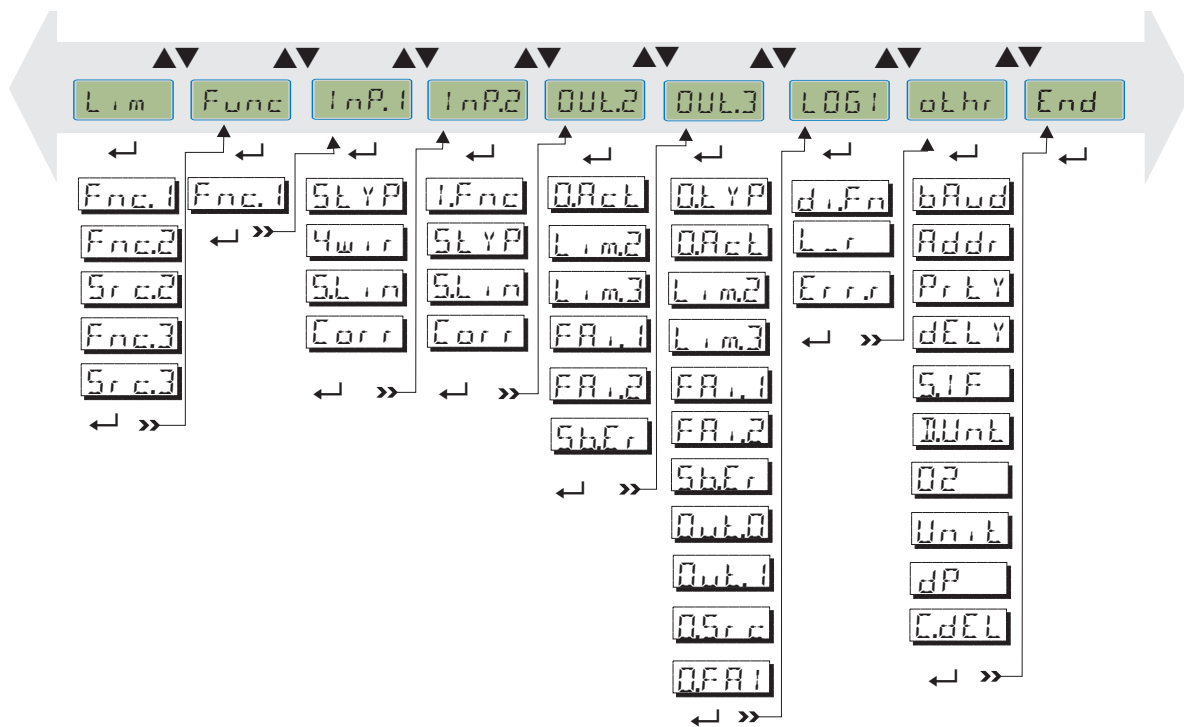 Lim Func InP.1 InP.2 OUt.2 OUt.3 LOGI othr End
Fnc.1
Fnc.2
Src.2
Fnc.3
Src.3
Fnc.1
StYP
4wir
S.Lin
Corr
I.Fnc
StYP
S.Lin
Corr
O.Act
Lim.2
Lim.3
FAi.1
FAi.2
Sb.Er
O.tYP
O.Act
Lim.2
Lim.3
FAi.1
FAi.2
Sb.Er
Out.0
Out.1
O.Src
O.FAI
di.Fn
L_r
Err.r
bAud
Addr
PrtY
dELY
S.IF
D.Unt
O2
Unit
dP
C.dEL